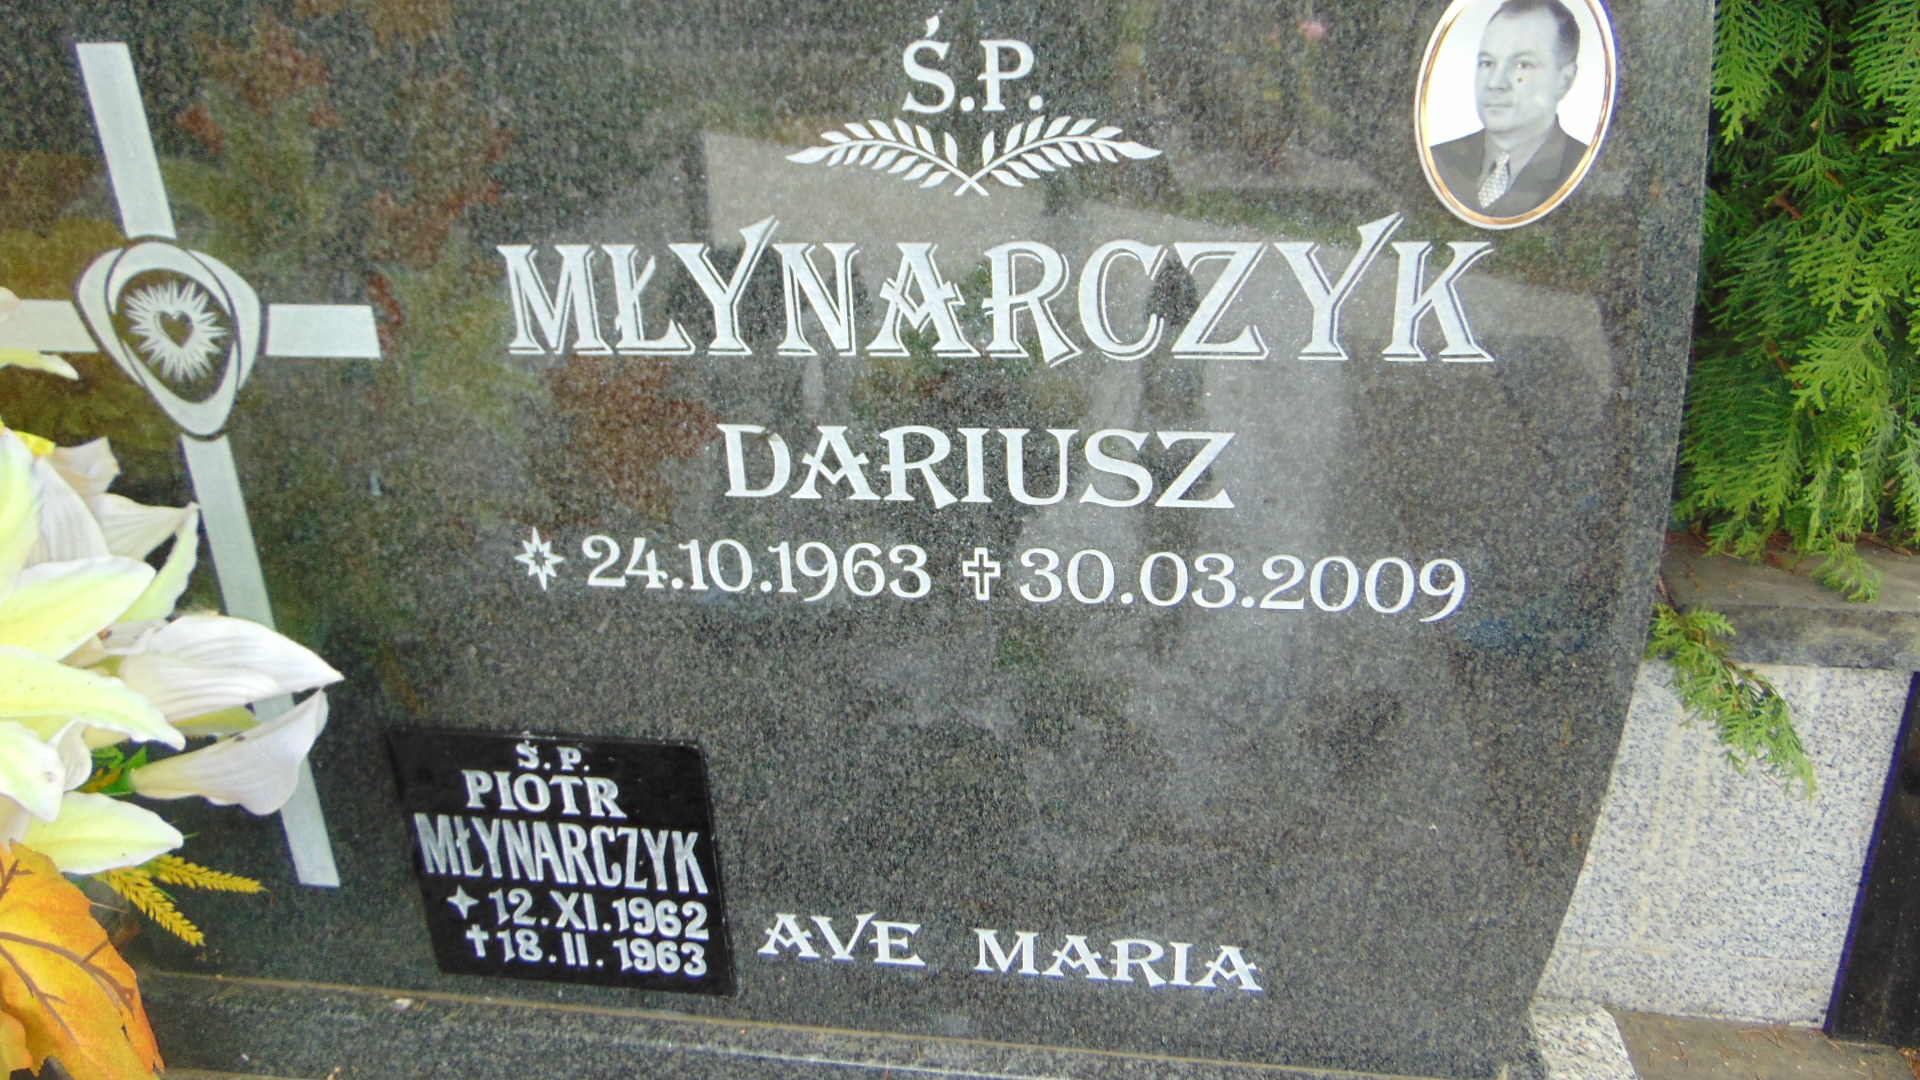 Ś.P.
MŁYNARCZYK
DARIUSZ
24.10.1963 30.03.2009
Ś. P.
PIOTR
MŁYNARCZYK
12.XI.1962
18.II.1963
AVE MARIA